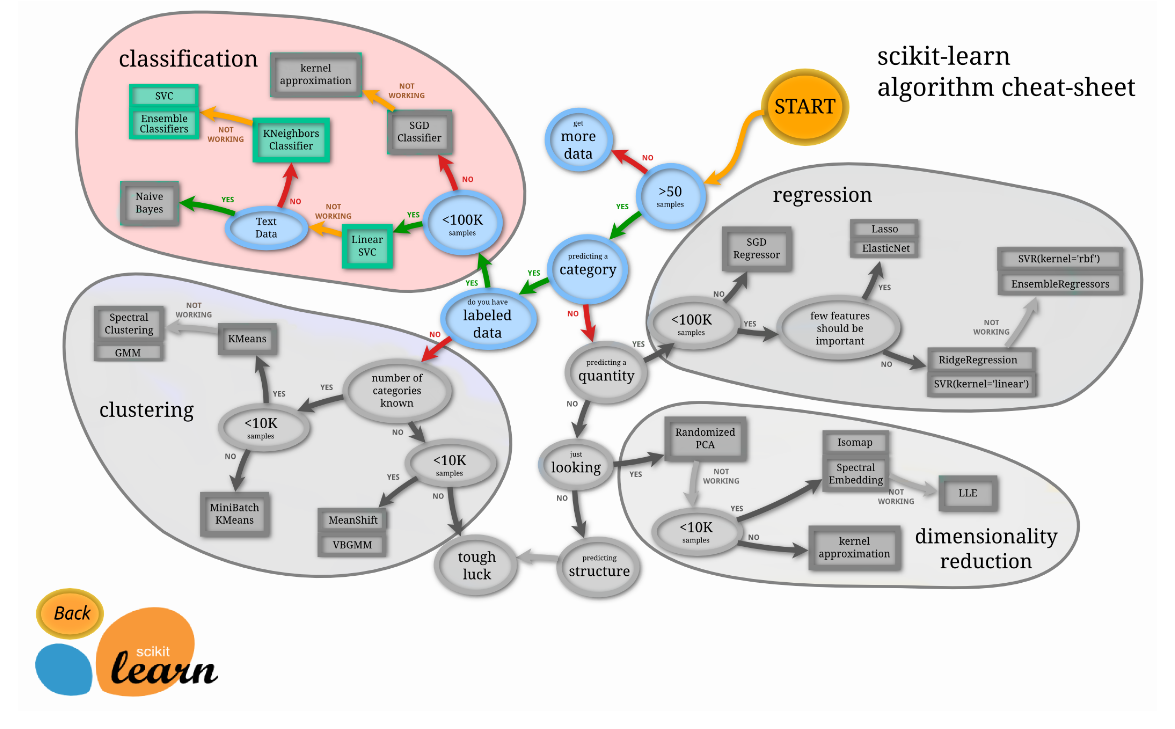 scikit-learn
algorithm cheat-sheet
START
get
more
data
NO
>50
samples
YES
predicting a
category
YES
NO
do you have
labeled
data
YES
NO
classification
kernel
approximation
NOT
WORKING
SGD
Classifier
NO
<100K
samples
YES
Linear
SVC
NOT
WORKING
Text
Data
YES
NO
Naive
Bayes
KNeighbors
Classifier
NOT
WORKING
SVC
Ensemble
Classifiers
clustering
number of
categories
known
YES
NO
<10K
samples
YES
NO
KMeans
NOT
WORKING
Spectral
Clustering
GMM
MiniBatch
KMeans
<10K
samples
YES
NO
MeanShift
VBGMM
tough
luck
predicting a
quantity
YES
NO
regression
<100K
samples
NO
YES
SGD
Regressor
few features
should be
important
YES
NO
Lasso
ElasticNet
RidgeRegression
SVR(kernel='linear')
NOT
WORKING
SVR(kernel='rbf')
EnsembleRegressors
just
looking
YES
NO
predicting
structure
dimensionality
reduction
Randomized
PCA
NOT
WORKING
<10K
samples
YES
NO
Isomap
Spectral
Embedding
NOT
WORKING
LLE
kernel
approximation
Back
scikit
learn